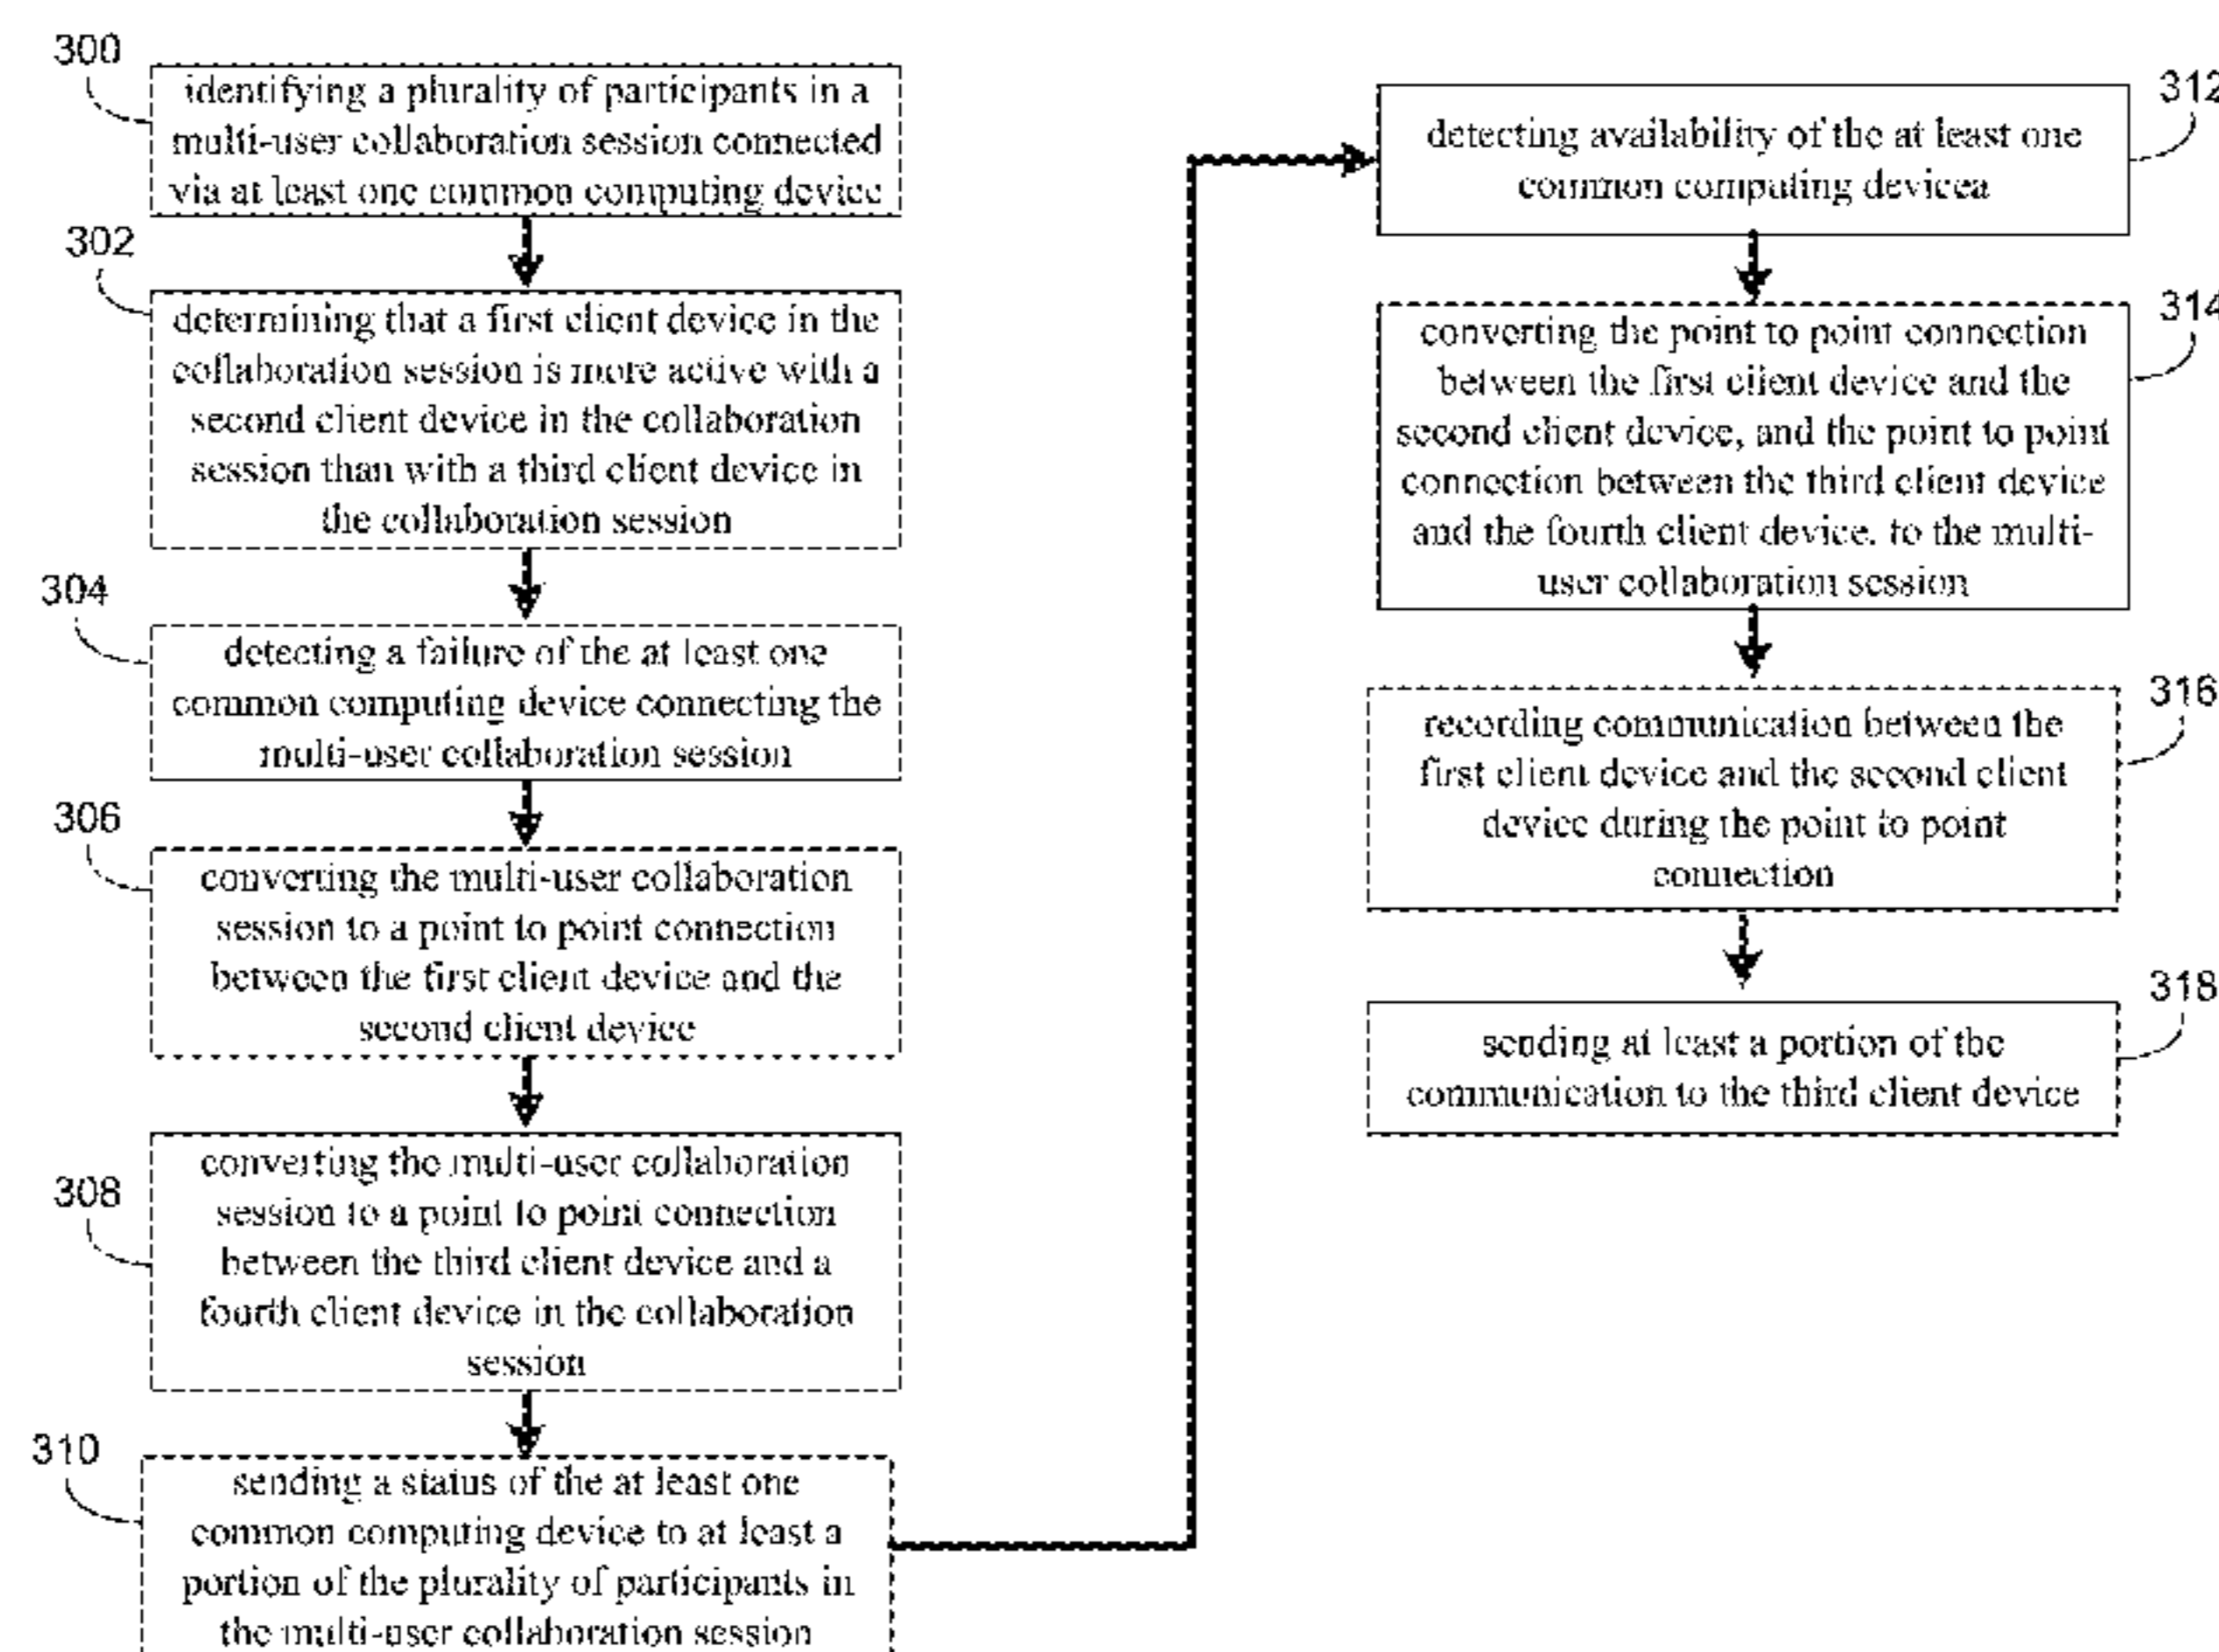 300
identifying a plurality of participants in a
multi-user collaboration session connected
via at least one common computing device
302
determining that a first client device in the
collaboration session is more active with a
second client device in the collaboration
session than with a third client device in
the collaboration session
304
detecting a failure of the at least one
common computing device connecting the
multi-user collaboration session
306
converting the multi-user collaboration
session to a point to point connection
between the first client device and the
second client device
308
converting the multi-user collaboration
session to a point to point connection
between the third client device and a
fourth client device in the collaboration
session
310
sending a status of the at least one
common computing device to at least a
portion of the plurality of participants in
the multi-user collaboration session
312
detecting availability of the at least one
common computing devicea
314
converting the point to point connection
between the first client device and the
second client device, and the point to point
connection between the third client device
and the fourth client device. to the multi-
user collaboration session
316
recording communication between the
first client device and the second client
device during the point to point
connection
318
sending at least a portion of the
communication to the third client device